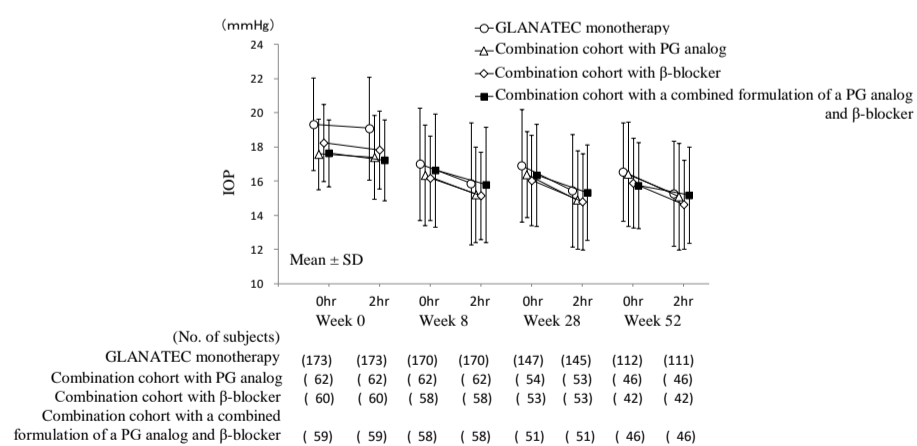 (mmHg)
GLANATEC monotherapy
Combination cohort with PG analog
Combination cohort with β-blocker
Combination cohort with a combined formulation of a PG analog
and β-blocker
24
22
20
18
16
14
12
10
IOP
Mean ± SD
0hr 2hr 0hr 2hr 0hr 2hr 0hr 2hr
Week 0 Week 8 Week 28 Week 52
(No. of subjects)
GLANATEC monotherapy (173) (173) (170) (170) (147) (145) (112) (111)
Combination cohort with PG analog ( 62) ( 62) ( 62) ( 62) ( 54) ( 53) ( 46) ( 46)
Combination cohort with β-blocker ( 60) ( 60) ( 58) ( 58) ( 53) ( 53) ( 42) ( 42)
Combination cohort with a combined
formulation of a PG analog and β-blocker ( 59) ( 59) ( 58) ( 58) ( 51) ( 51) ( 46) ( 46)